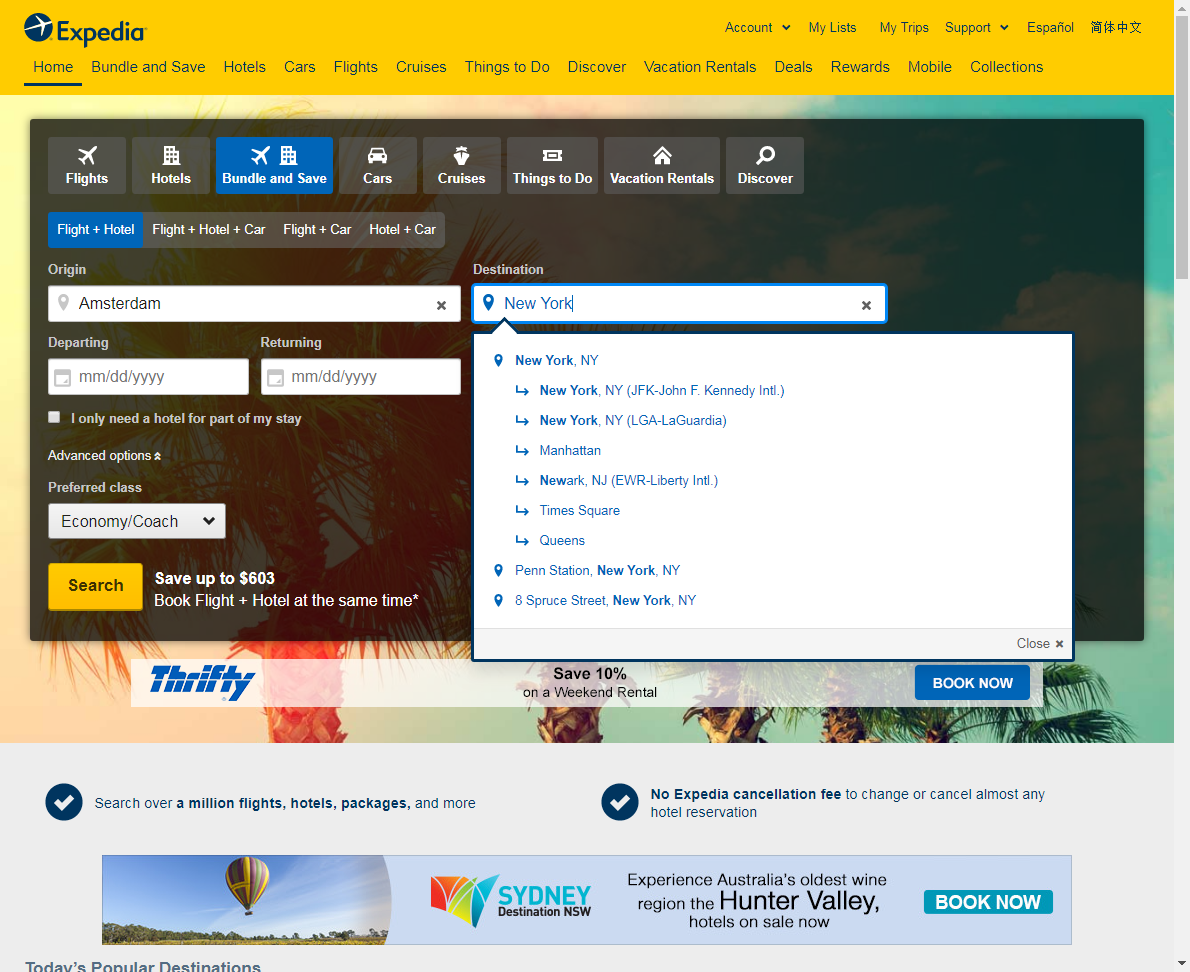 Expedia
Account
My Lists
My Trips
Support
Español
简体中文
Home
Bundle and Save
Hotels
Cars
Flights
Cruises
Things to Do
Discover
Vacation Rentals
Deals
Rewards
Mobile
Collections
Flights
Hotels
Bundle and Save
Cars
Cruises
Things to Do
Vacation Rentals
Discover
Flight + Hotel
Flight + Hotel + Car
Flight + Car
Hotel + Car
Origin
Amsterdam
Destination
New York
Departing
mm/dd/yyyy
Returning
mm/dd/yyyy
I only need a hotel for part of my stay
Advanced options
Preferred class
Economy/Coach
Search
Save up to $603
Book Flight + Hotel at the same time*
New York, NY
New York, NY (JFK-John F. Kennedy Intl.)
New York, NY (LGA-LaGuardia)
Manhattan
Newark, NJ (EWR-Liberty Intl.)
Times Square
Queens
Penn Station, New York, NY
8 Spruce Street, New York, NY
Close
Thrifty
Save 10%
on a Weekend Rental
BOOK NOW
Search over a million flights, hotels, packages, and more
No Expedia cancellation fee to change or cancel almost any
hotel reservation
SYDNEY
Destination NSW
Experience Australia's oldest wine
region the Hunter Valley,
hotels on sale now
BOOK NOW
Today's Popular Destinations